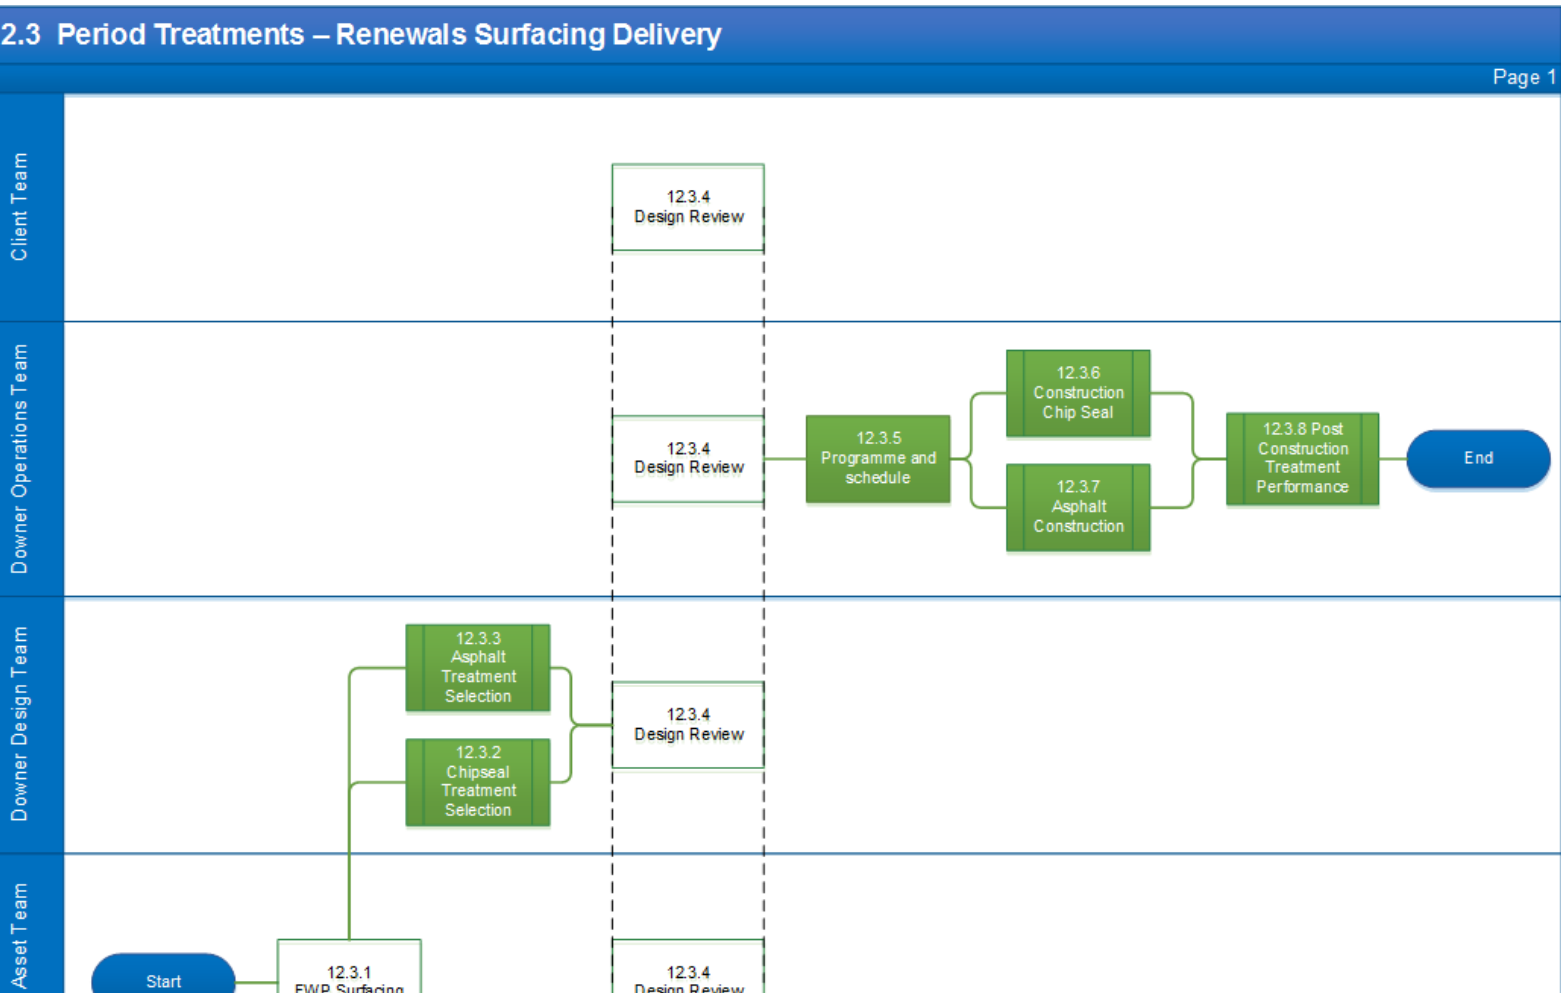 2.3 Period Treatments – Renewals Surfacing Delivery
Page 1
Client Team
12.3.4
Design Review
Downer Operations Team
12.3.4
Design Review
12.3.5
Programme and
schedule
12.3.6
Construction
Chip Seal
12.3.7
Asphalt
Construction
12.3.8 Post
Construction
Treatment
Performance
End
Downer Design Team
12.3.3
Asphalt
Treatment
Selection
12.3.2
Chipseal
Treatment
Selection
12.3.4
Design Review
Asset Team
Start
12.3.1
FWP Surfacing
12.3.4
Design Review